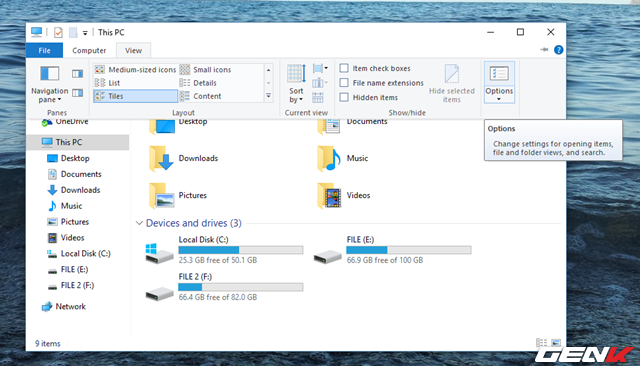 This PC
File
Computer
View
Navigation pane
Panes
Medium-sized icons
Small icons
List
Details
Tiles
Content
Layout
Sort by
Current view
Item check boxes
File name extensions
Hidden items
Hide selected items
Show/hide
Options
Options
Change settings for opening items,
file and folder views, and search.
OneDrive
This PC
Desktop
Documents
Downloads
Music
Pictures
Videos
Local Disk (C:)
FILE (E:)
FILE 2 (F:)
Network
Desktop
Documents
Downloads
Music
Pictures
Videos
Devices and drives (3)
Local Disk (C:)
25.3 GB free of 50.1 GB
FILE (E:)
66.9 GB free of 100 GB
FILE 2 (F:)
66.4 GB free of 82.0 GB
9 items
GENK